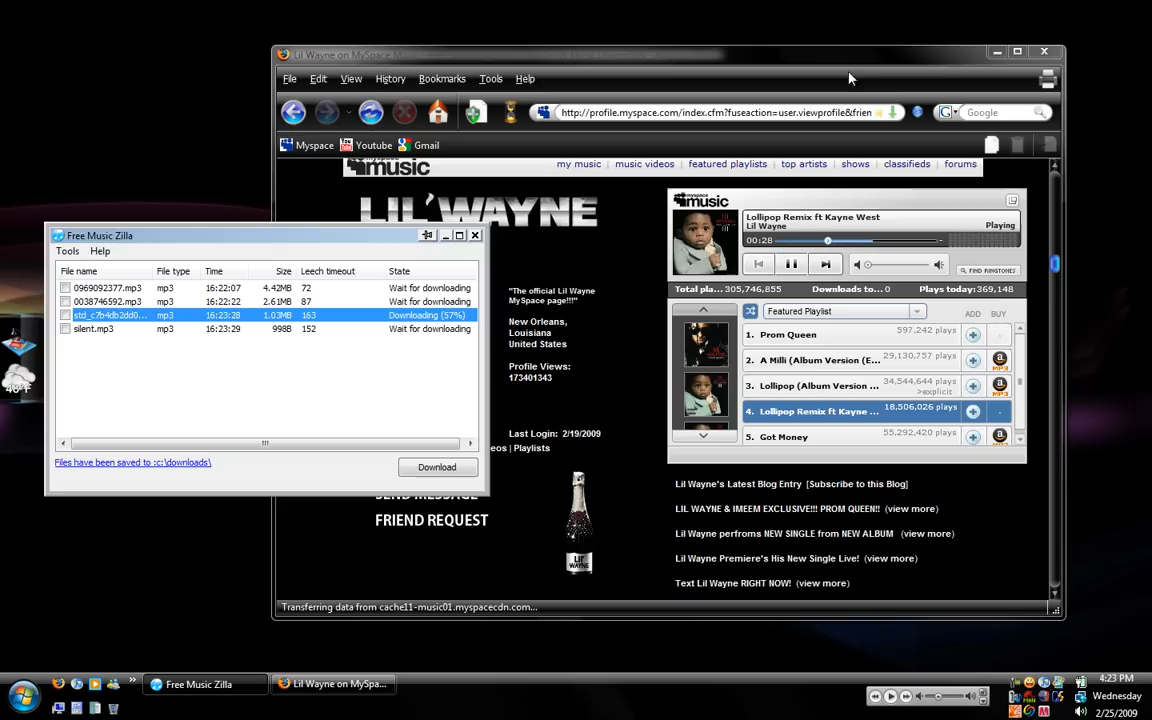 Lil Wayne on MySpace M
File Edit View History Bookmarks Tools Help
http://profile.myspace.com/index.cfm?fuseaction=user.viewprofile&frien
G Google
Myspace Youtube Gmail
music
my music music videos featured playlists top artists shows classifieds forums
LIL' WAYNE
"The official Lil Wayne
MySpace page!!!"
New Orleans,
Louisiana
United States
Profile Views:
173401343
Last Login: 2/19/2009
eos | Playlists
SEND MESSAGE
FRIEND REQUEST
LIL'
WAYNE
myspace
music
Lollipop Remix ft Kayne West
Lil Wayne
Playing
00:28
FIND RINGTONES
Total pla... 305,746,855 Downloads to... 0 Plays today: 369,148
Featured Playlist
ADD BUY
1. Prom Queen 597,242 plays
2. A Milli (Album Version (E... 29,130,757 plays
3. Lollipop (Album Version ... 34,544,644 plays
>explicit
4. Lollipop Remix ft Kayne ... 18,506,026 plays
5. Got Money 55,292,420 plays
a MP3
a MP3
Lil Wayne's Latest Blog Entry [Subscribe to this Blog]
LIL WAYNE & IMEEM EXCLUSIVE!!! PROM QUEEN!! (view more)
Lil Wayne perfroms NEW SINGLE from NEW ALBUM (view more)
Lil Wayne Premiere's His New Single Live! (view more)
Text Lil Wayne RIGHT NOW! (view more)
Transferring data from cache11-music01.myspacecdn.com...
Free Music Zilla
Tools Help
File name File type Time Size Leech timeout State
0969092377.mp3 mp3 16:22:07 4.42MB 72 Wait for downloading
0038746592.mp3 mp3 16:22:22 2.61MB 87 Wait for downloading
std_c7b4db2dd0... mp3 16:23:28 1.03MB 163 Downloading (57%)
silent.mp3 mp3 16:23:29 998B 152 Wait for downloading
Files have been saved to :c:\downloads\
Download
46°F
Free Music Zilla
Lil Wayne on MySpa...
4:23 PM
Wednesday
2/25/2009